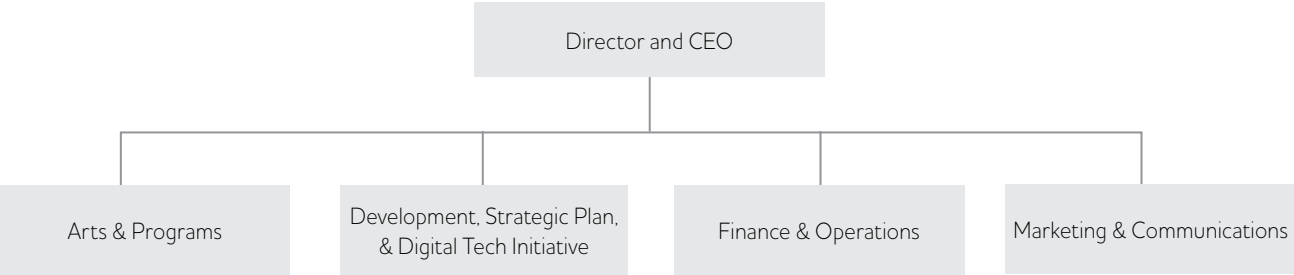 Director and CEO
Arts & Programs
Development, Strategic Plan,
& Digital Tech Initiative
Finance & Operations
Marketing & Communications